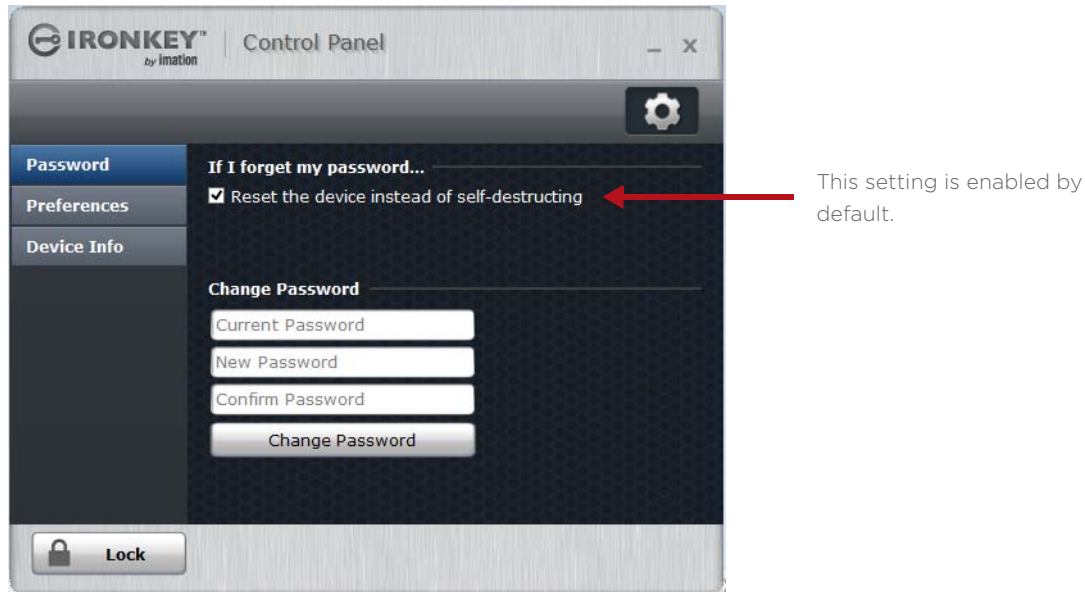 IRONKEY™ Control Panel
by imation
Password
Preferences
Device Info
If I forget my password...
Reset the device instead of self-destructing
Change Password
Current Password
New Password
Confirm Password
Change Password
Lock
This setting is enabled by
default.